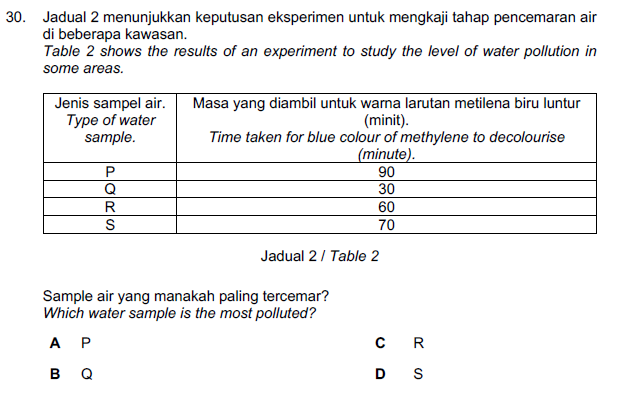 30. Jadual 2 menunjukkan keputusan eksperimen untuk mengkaji tahap pencemaran air
di beberapa kawasan.
Table 2 shows the results of an experiment to study the level of water pollution in
some areas.
Jenis sampel air. Masa yang diambil untuk warna larutan metilena biru luntur
Type of water (minit).
sample. Time taken for blue colour of methylene to decolourise
(minute).
P 90
Q 30
R 60
S 70
Jadual 2 / Table 2
Sample air yang manakah paling tercemar?
Which water sample is the most polluted?
A P C R
B Q D S